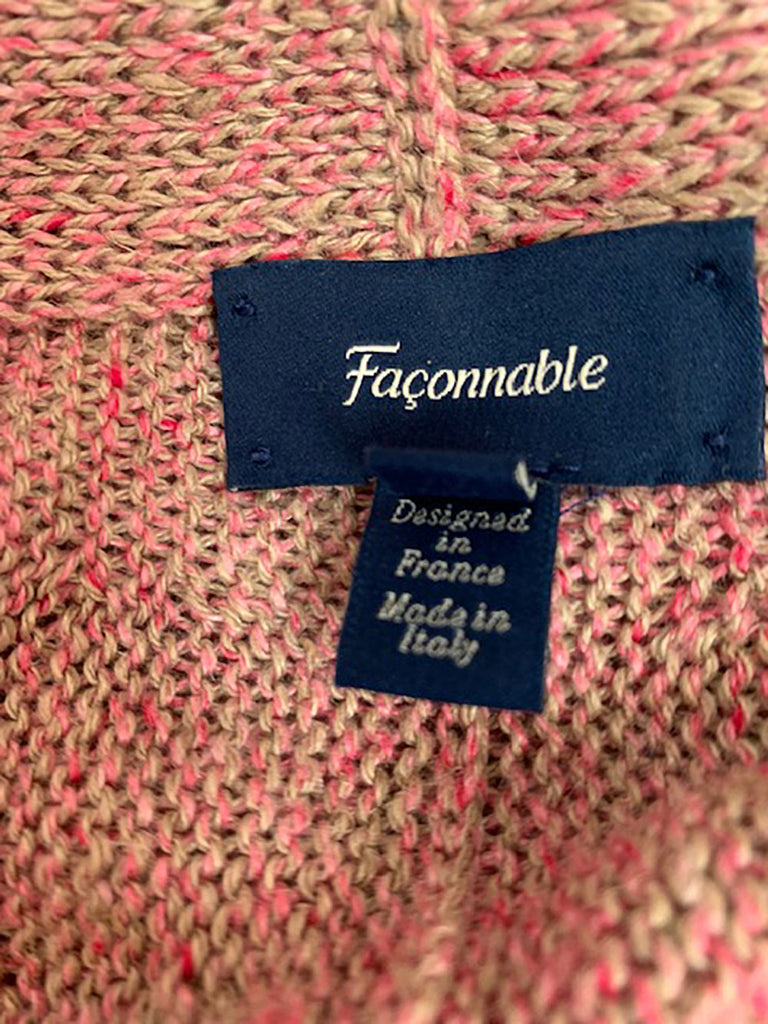 Façonnable
Designed
in
France
Made in
Italy